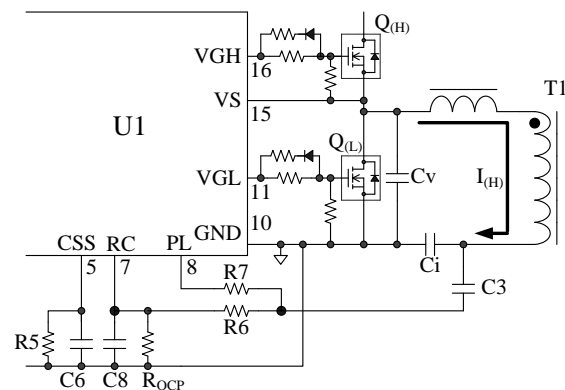 Q(H)
VGH
16
T1
VS
15
U1
Q(L)
I(H)
VGL
11
Cv
10
GND
CSS RC PL
5 7 8
Ci
R7
C3
R6
R5
C6 C8 ROCP